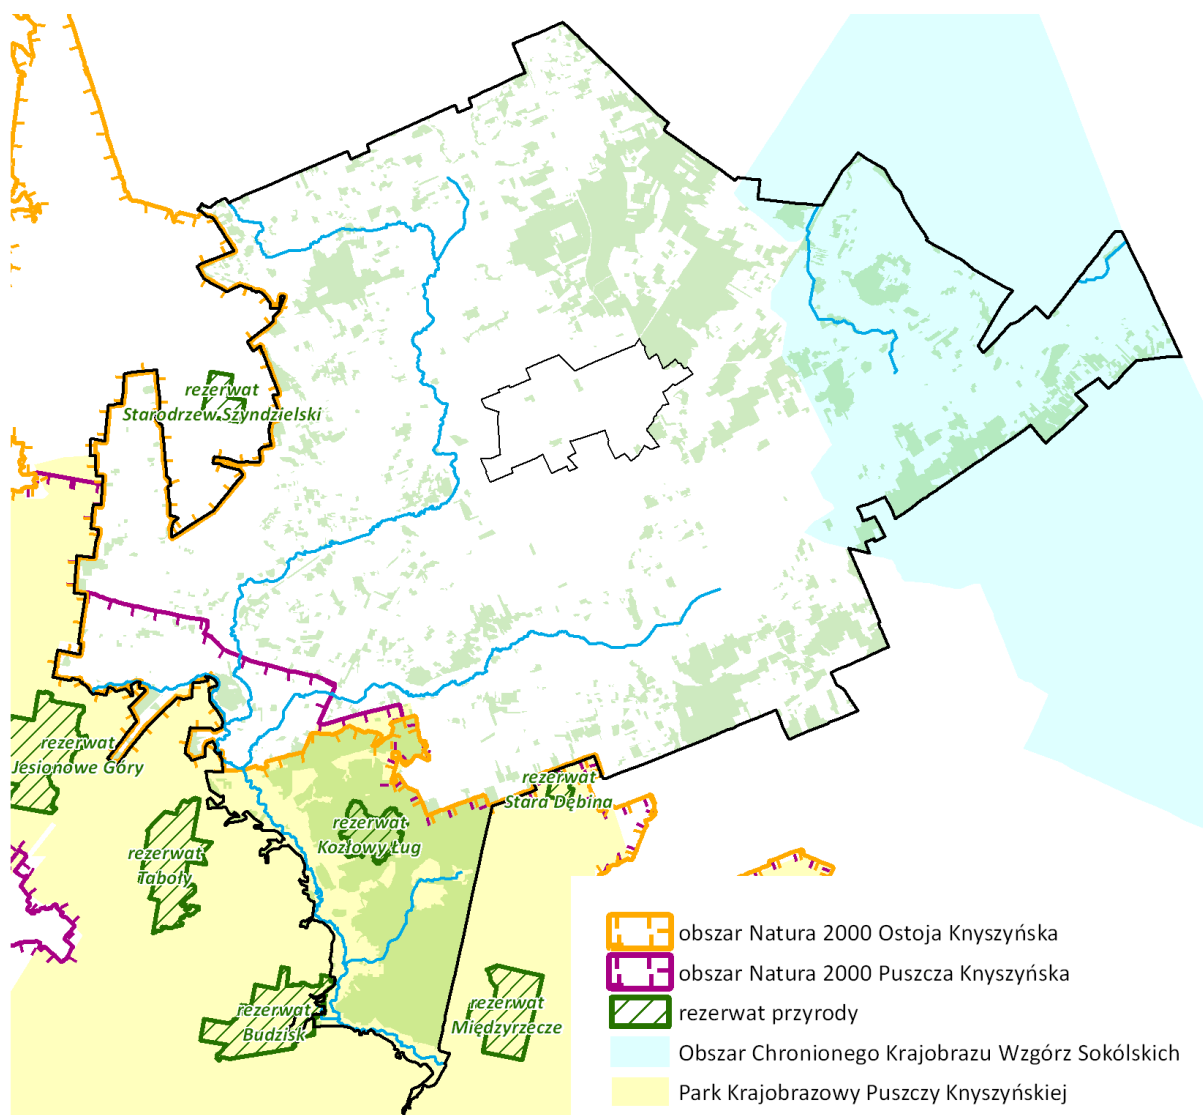 rezerwat
Starodrzew Szyndzielski
rezerwat
Jesionowe Góry
rezerwat
Stara Dębina
rezerwat
Kozłowy Ług
rezerwat
Taboły
rezerwat
Budzisk
rezerwat
Międzyrzecze
obszar Natura 2000 Ostoja Knyszyńska
obszar Natura 2000 Puszcza Knyszyńska
rezerwat przyrody
Obszar Chronionego Krajobrazu Wzgórz Sokólskich
Park Krajobrazowy Puszczy Knyszyńskiej